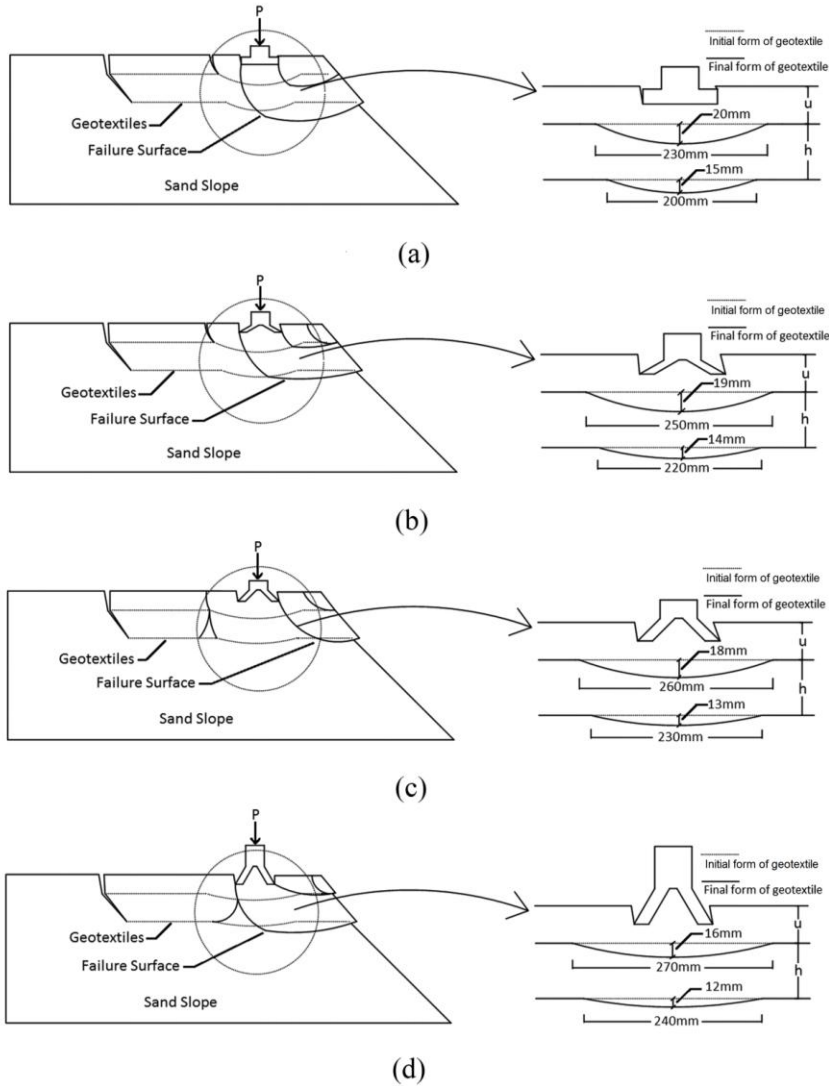 P
Geotextiles
Failure Surface
Sand Slope
Initial form of geotextile
Final form of geotextile
u
20mm
230mm
h
15mm
200mm
(a)
P
Geotextiles
Failure Surface
Sand Slope
Initial form of geotextile
Final form of geotextile
u
19mm
250mm
h
14mm
220mm
(b)
P
Geotextiles
Failure Surface
Sand Slope
Initial form of geotextile
Final form of geotextile
u
18mm
260mm
h
13mm
230mm
(c)
P
Geotextiles
Failure Surface
Sand Slope
Initial form of geotextile
Final form of geotextile
u
16mm
270mm
h
12mm
240mm
(d)